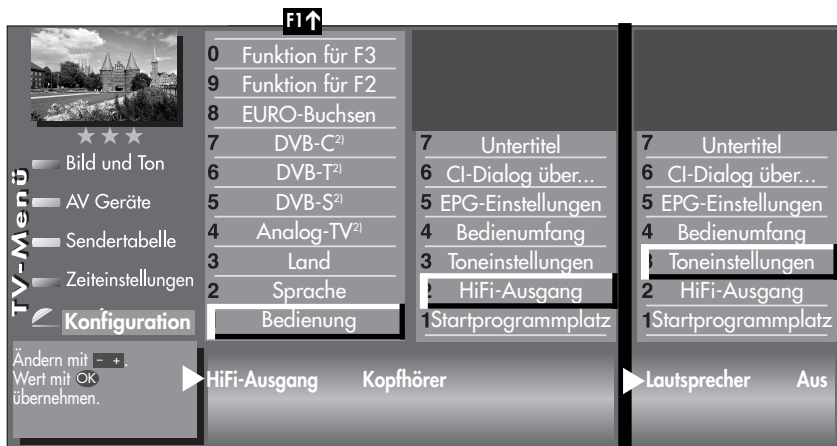 F1↑
TV-Menü
Bild und Ton
AV Geräte
Sendertabelle
Zeiteinstellungen
Konfiguration
Ändern mit - + .
Wert mit OK
übernehmen.
0 Funktion für F3
9 Funktion für F2
8 EURO-Buchsen
7 DVB-C2)
6 DVB-T2)
5 DVB-S2)
4 Analog-TV2)
3 Land
2 Sprache
Bedienung
7 Untertitel
6 CI-Dialog über...
5 EPG-Einstellungen
4 Bedienumfang
3 Toneinstellungen
2 HiFi-Ausgang
1 Startprogrammplatz
HiFi-Ausgang Kopfhörer
7 Untertitel
6 CI-Dialog über...
5 EPG-Einstellungen
4 Bedienumfang
3 Toneinstellungen
2 HiFi-Ausgang
1 Startprogrammplatz
Lautsprecher Aus